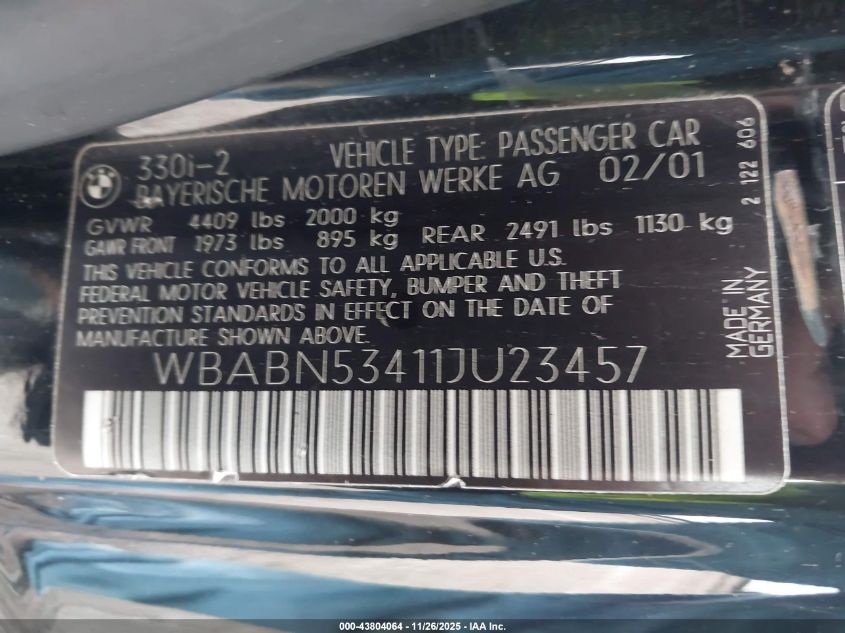 330i-2 VEHICLE TYPE: PASSENGER CAR
BAYERISCHE MOTOREN WERKE AG 02/01
GVWR 4409 lbs 2000 kg
GAWR FRONT 1973 lbs 895 kg REAR 2491 lbs 1130 kg
THIS VEHICLE CONFORMS TO ALL APPLICABLE U.S.
FEDERAL MOTOR VEHICLE SAFETY, BUMPER AND THEFT
PREVENTION STANDARDS IN EFFECT ON THE DATE OF
MANUFACTURE SHOWN ABOVE.
WBABN53411JU23457
2 122 606
MADE IN
GERMANY
000-43804064 - 11/26/2025 - © IAA Inc.